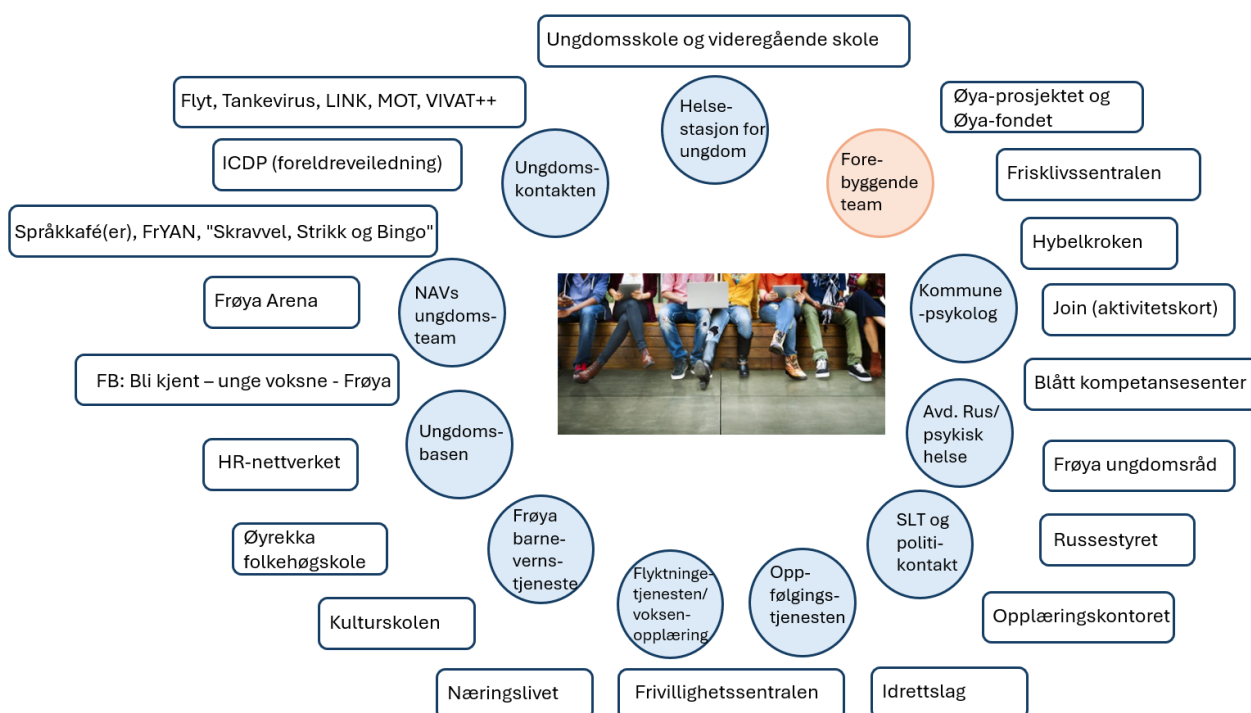 Ungdomsskole og videregående skole
Flyt, Tankevirus, LINK, MOT, VIVAT++
Helse-
stasjon for
ungdom
Øya-prosjektet og
Øya-fondet
ICDP (foreldreveiledning)
Ungdoms-
kontakten
Fore-
byggende
team
Frisklivssentralen
Språkkafé(er), FrYAN, "Skravvel, Strikk og Bingo"
Hybelkroken
Frøya Arena
NAVs
ungdoms-
team
Kommune
-psykolog
Join (aktivitetskort)
FB: Bli kjent – unge voksne - Frøya
Blått kompetansesenter
Ungdoms-
basen
Avd. Rus/
psykisk
helse
HR-nettverket
Frøya ungdomsråd
Øyrekka
folkehøgskole
Frøya
barne-
verns-
tjeneste
SLT og
politi-
kontakt
Russestyret
Flyktninge-
tjenesten/
voksen-
opplæring
Opp-
følgings-
tjenesten
Kulturskolen
Opplæringskontoret
Næringslivet
Frivillighetssentralen
Idrettslag